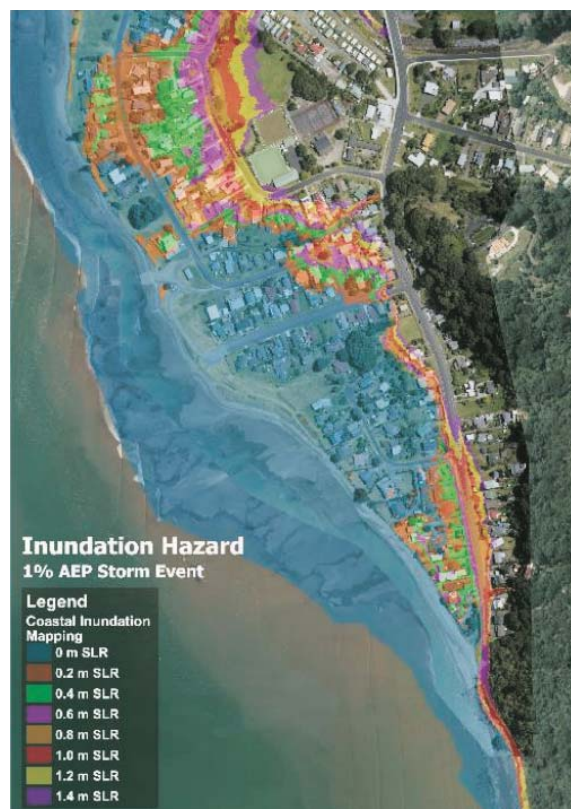 Inundation Hazard
1% AEP Storm Event
Legend
Coastal Inundation
Mapping
0 m SLR
0.2 m SLR
0.4 m SLR
0.6 m SLR
0.8 m SLR
1.0 m SLR
1.2 m SLR
1.4 m SLR